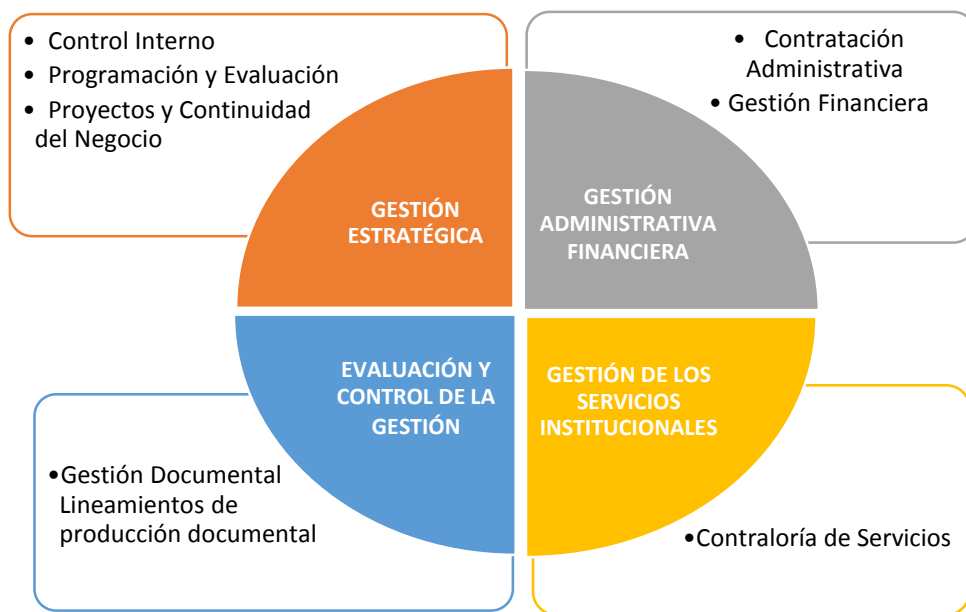 • Control Interno
• Programación y Evaluación
• Proyectos y Continuidad
del Negocio
• Contratación
Administrativa
• Gestión Financiera
GESTIÓN
ESTRATÉGICA
GESTIÓN
ADMINISTRATIVA
FINANCIERA
EVALUACIÓN Y
CONTROL DE LA
GESTIÓN
GESTIÓN DE LOS
SERVICIOS
INSTITUCIONALES
•Gestión Documental
Lineamientos de
producción documental
•Contraloría de Servicios